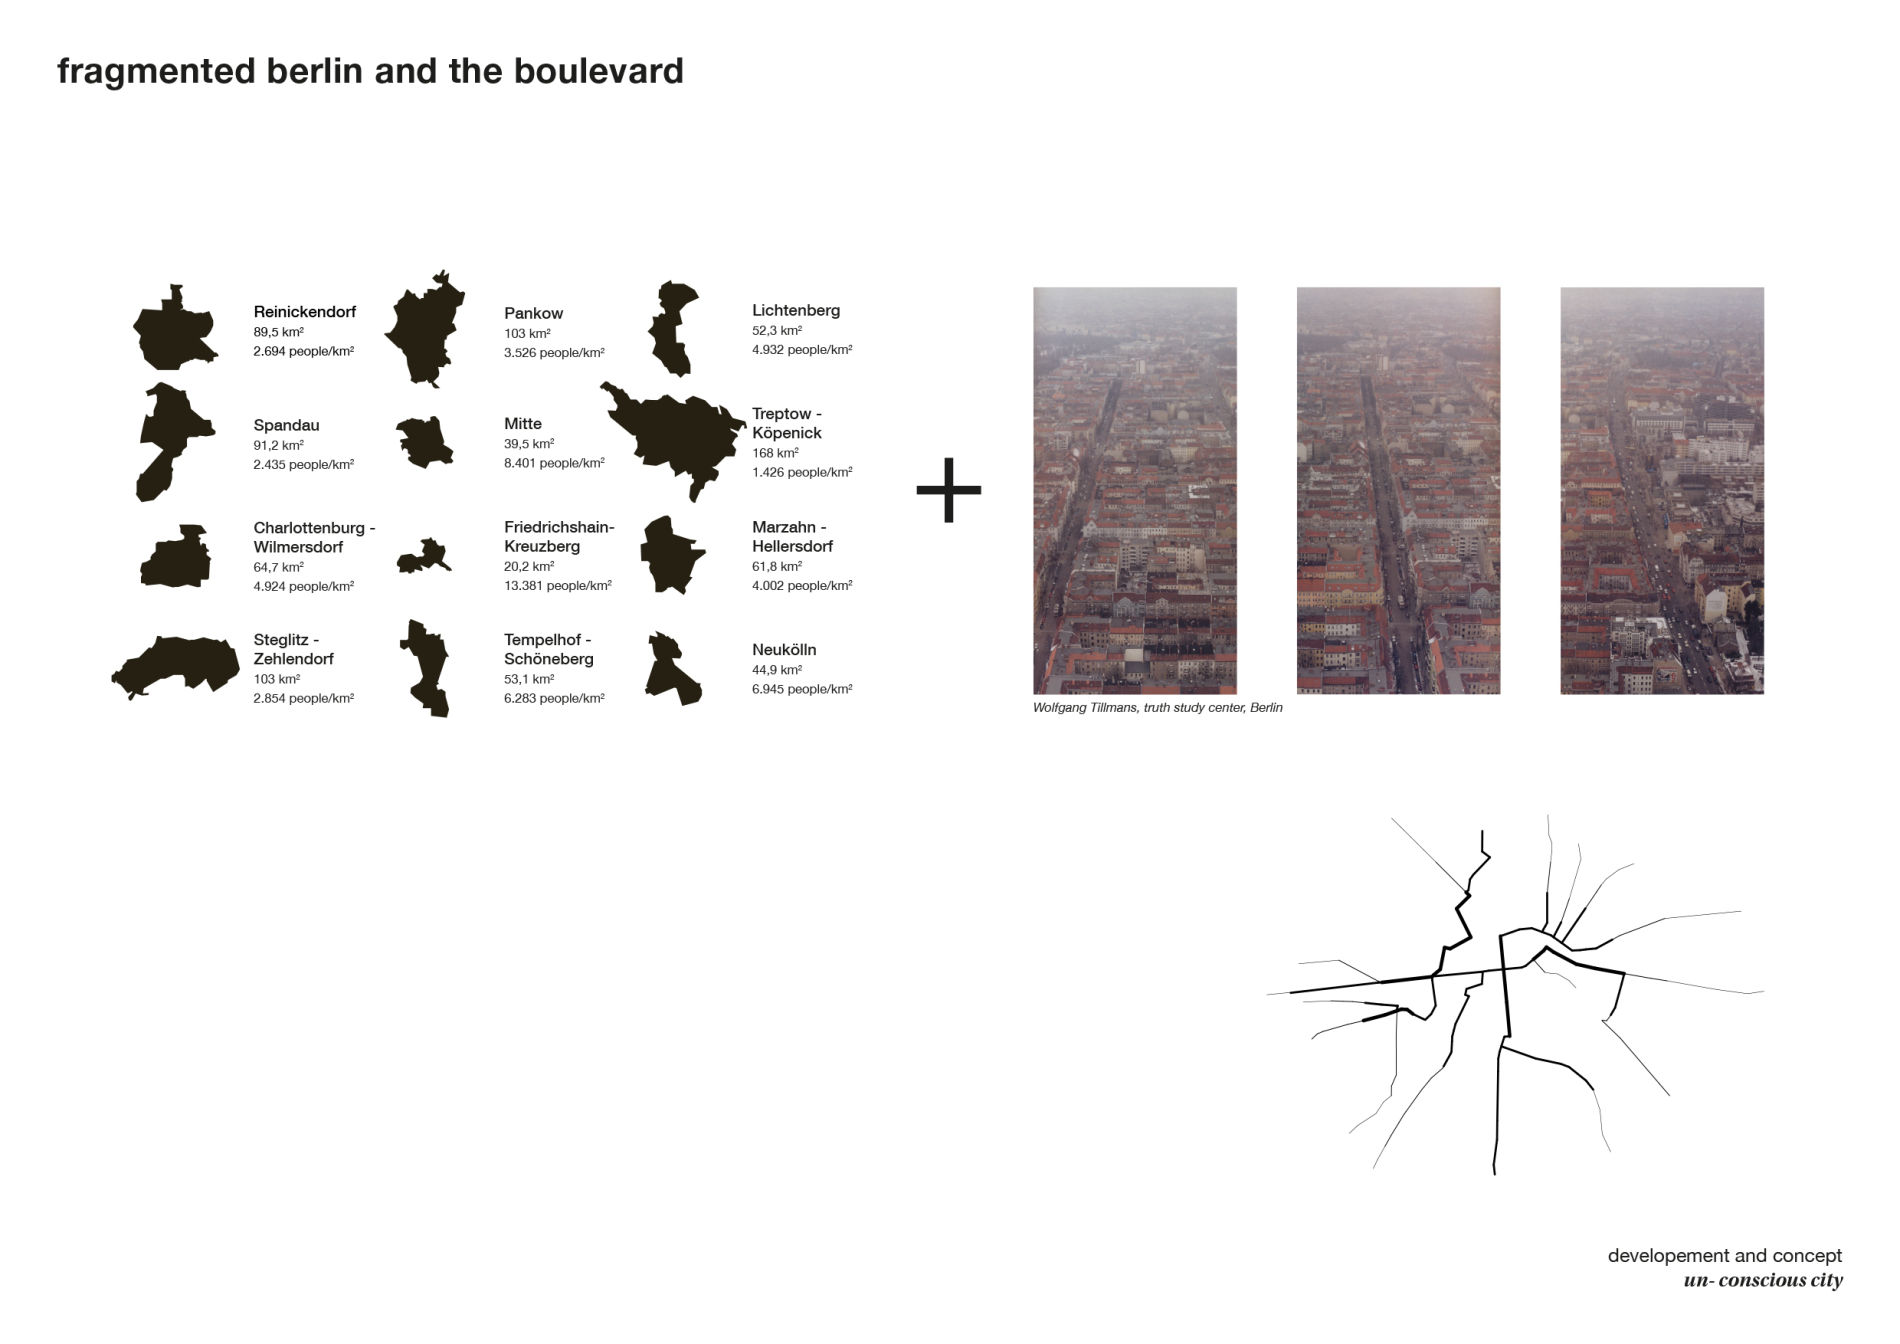 fragmented berlin and the boulevard
Reinickendorf
89,5 km²
2.694 people/km²
Pankow
103 km²
3.526 people/km²
Lichtenberg
52,3 km²
4.932 people/km²
Spandau
91,2 km²
2.435 people/km²
Mitte
39,5 km²
8.401 people/km²
Treptow -
Köpenick
168 km²
1.426 people/km²
Charlottenburg -
Wilmersdorf
64,7 km²
4.924 people/km²
Friedrichshain-
Kreuzberg
20,2 km²
13.381 people/km²
Marzahn -
Hellersdorf
61,8 km²
4.002 people/km²
Steglitz -
Zehlendorf
103 km²
2.854 people/km²
Tempelhof -
Schöneberg
53,1 km²
6.283 people/km²
Neukölln
44,9 km²
6.945 people/km²
+
Wolfgang Tillmans, truth study center, Berlin
developement and concept
un- conscious city